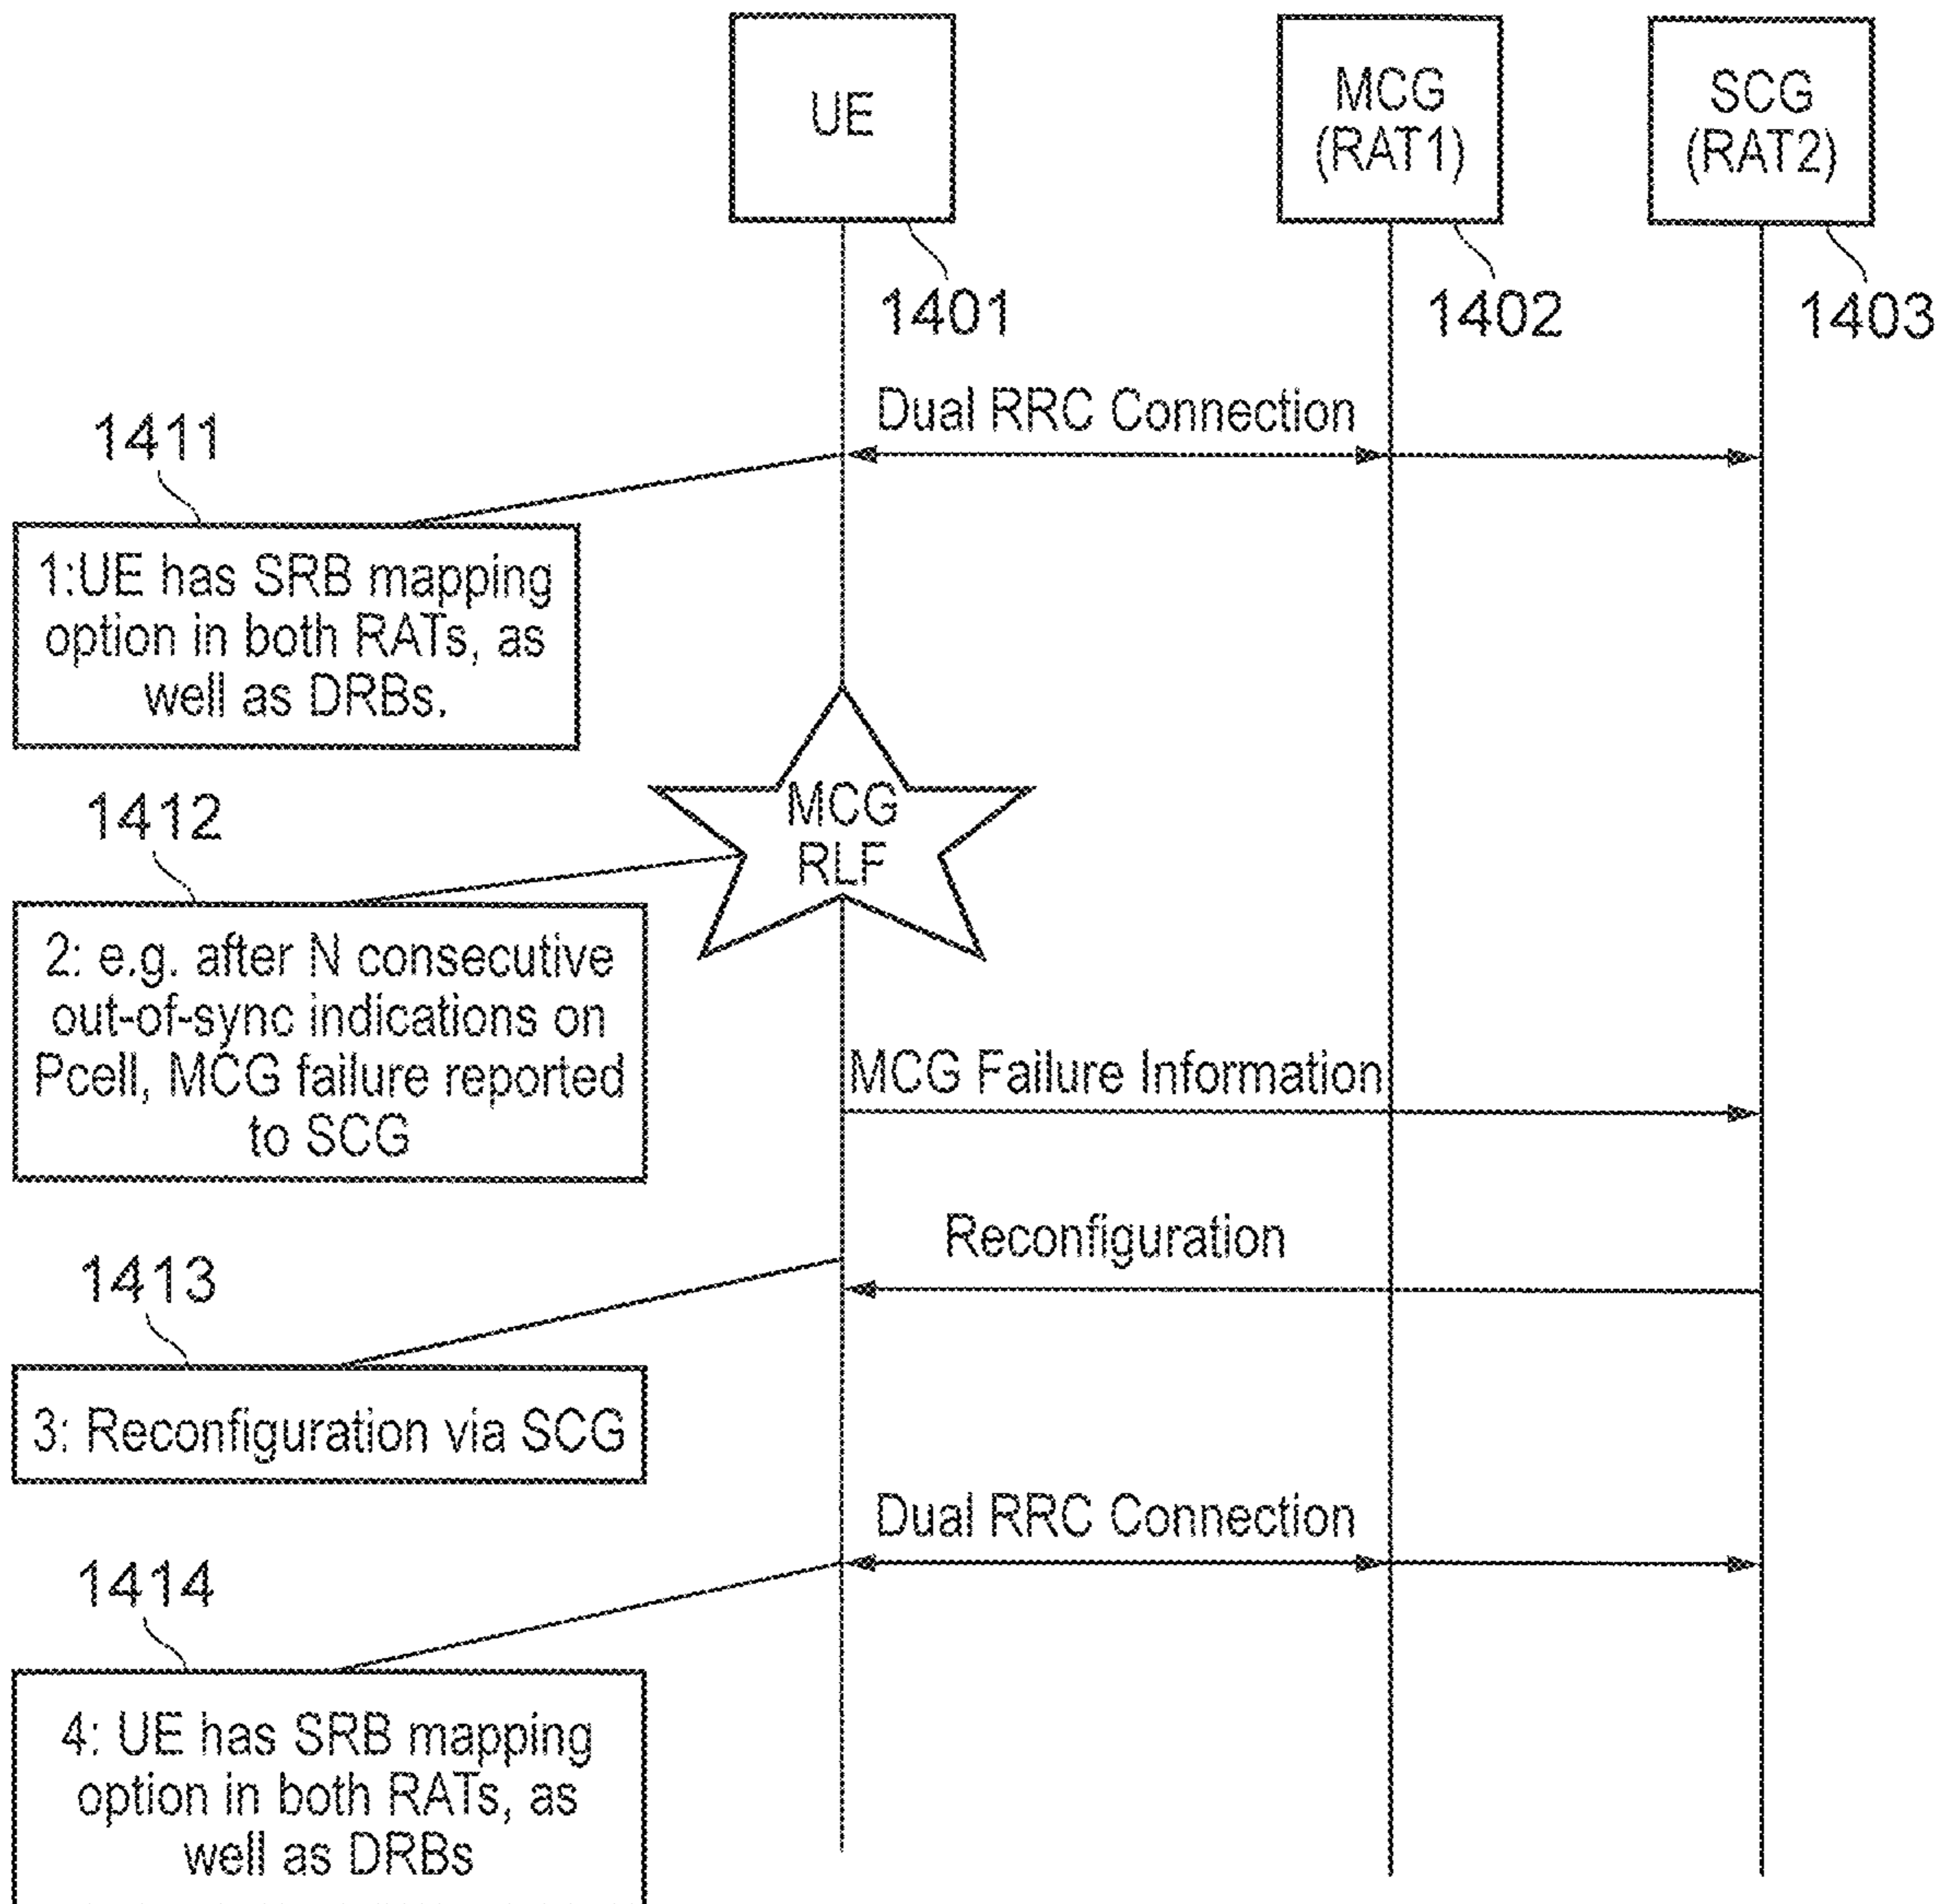 UE
MCG
(RAT1)
SCG
(RAT2)
1401
1402
1403
Dual RRC Connection
1411
1:UE has SRB mapping
option in both RATs, as
well as DRBs.
MCG
RLF
1412
2: e.g. after N consecutive
out-of-sync indications on
Pcell, MCG failure reported
to SCG
MCG Failure Information
Reconfiguration
1413
3: Reconfiguration via SCG
Dual RRC Connection
1414
4: UE has SRB mapping
option in both RATs, as
well as DRBs